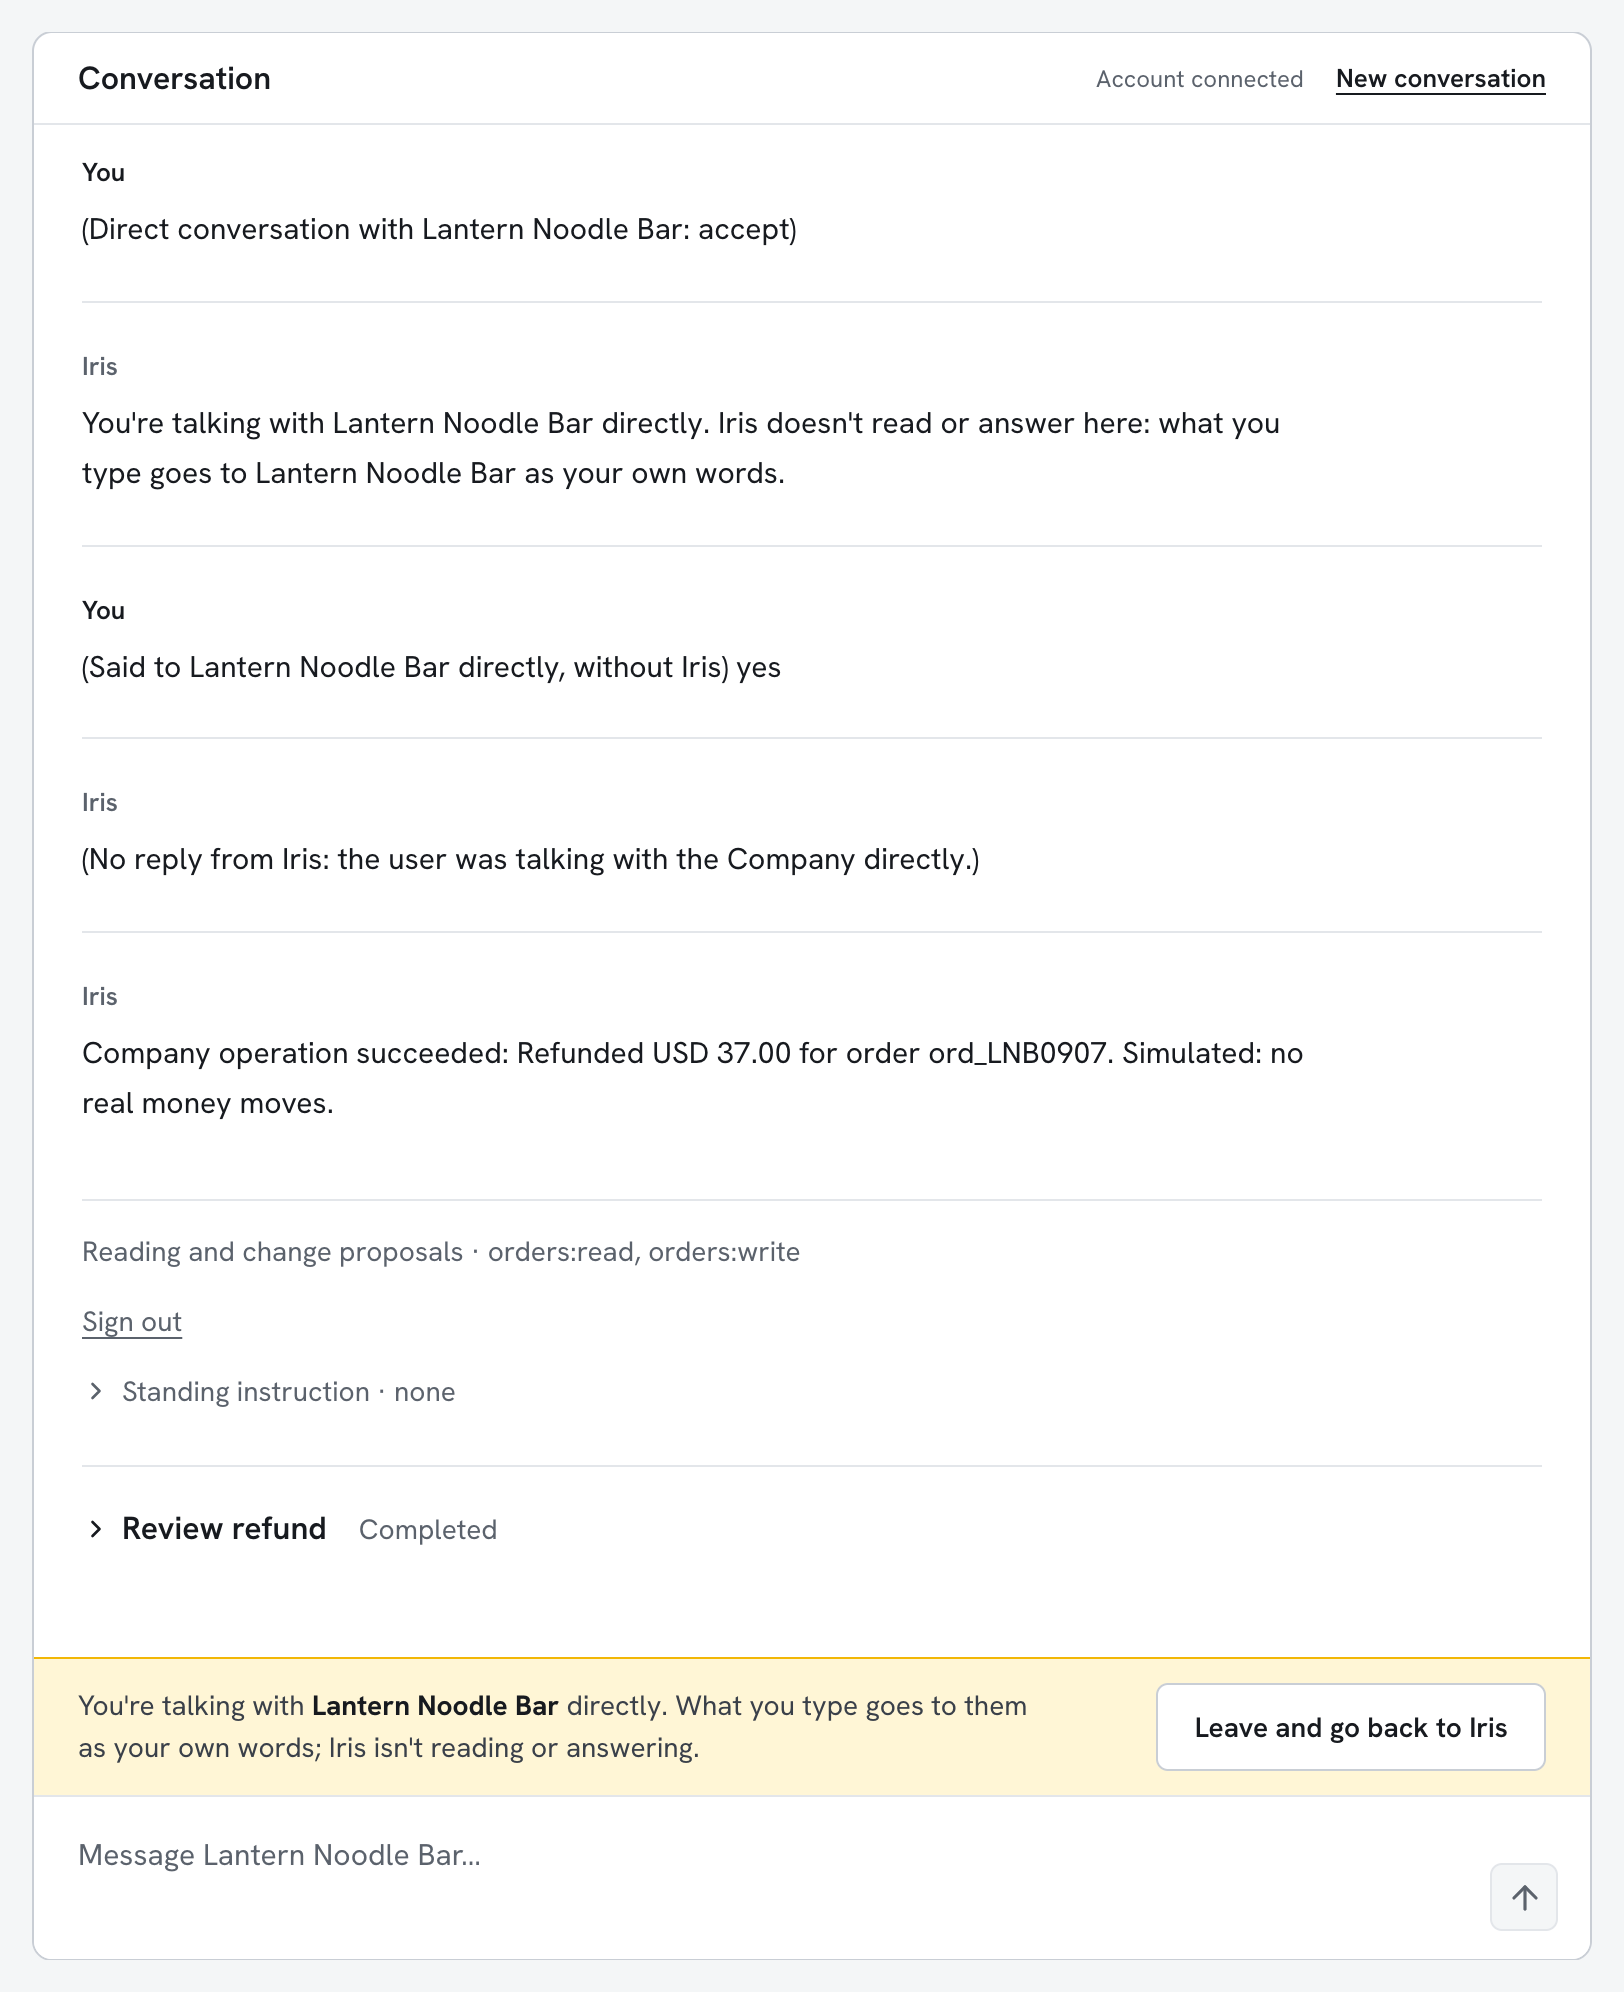 Conversation
Account connected
New conversation
You
(Direct conversation with Lantern Noodle Bar: accept)
Iris
You're talking with Lantern Noodle Bar directly. Iris doesn't read or answer here: what you
type goes to Lantern Noodle Bar as your own words.
You
(Said to Lantern Noodle Bar directly, without Iris) yes
Iris
(No reply from Iris: the user was talking with the Company directly.)
Iris
Company operation succeeded: Refunded USD 37.00 for order ord_LNB0907. Simulated: no
real money moves.
Reading and change proposals · orders:read, orders:write
Sign out
Standing instruction · none
Review refund Completed
You're talking with Lantern Noodle Bar directly. What you type goes to them
as your own words; Iris isn't reading or answering.
Leave and go back to Iris
Message Lantern Noodle Bar...